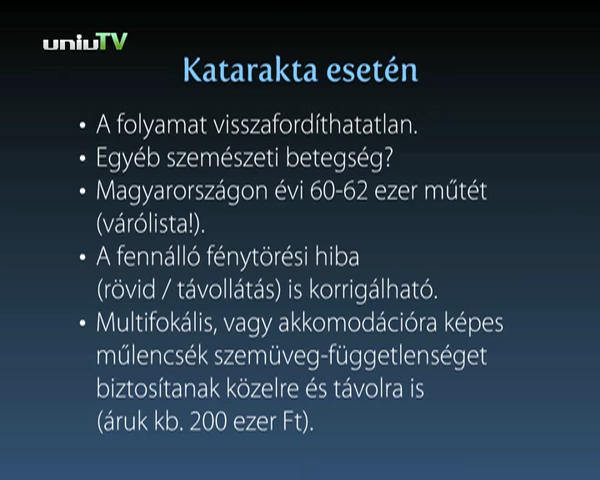 uniuTV
Katarakta esetén
• A folyamat visszafordíthatatlan.
• Egyéb szemészeti betegség?
• Magyarországon évi 60-62 ezer műtét
(várólista!).
• A fennálló fénytörési hiba
(rövid / távollátás) is korrigálható.
• Multifokális, vagy akkomodációra képes
műlencsék szemüveg-függetlenséget
biztosítanak közelre és távolra is
(áruk kb. 200 ezer Ft).